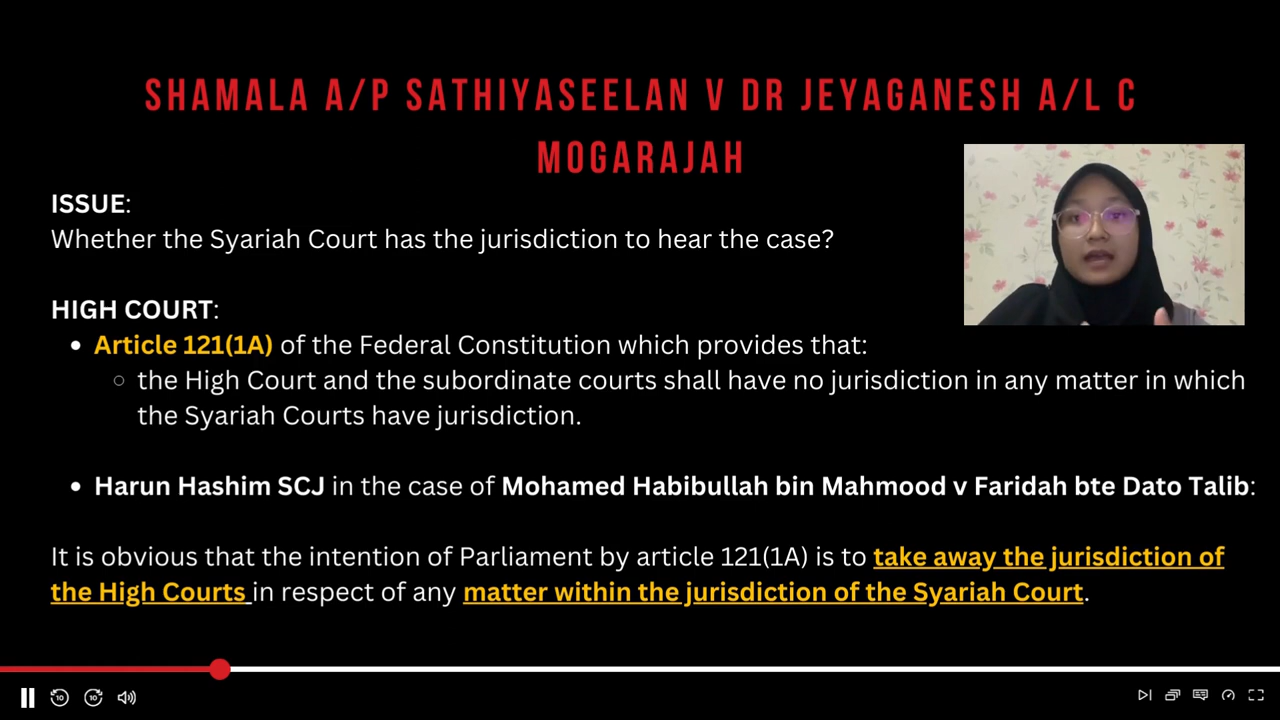 SHAMALA A/P SATHIYASEELAN V DR JEYAGANESH A/L C
MOGARAJAH
ISSUE:
Whether the Syariah Court has the jurisdiction to hear the case?
HIGH COURT:
• Article 121(1A) of the Federal Constitution which provides that:
○ the High Court and the subordinate courts shall have no jurisdiction in any matter in which
the Syariah Courts have jurisdiction.
• Harun Hashim SCJ in the case of Mohamed Habibullah bin Mahmood v Faridah bte Dato Talib:
It is obvious that the intention of Parliament by article 121(1A) is to take away the jurisdiction of
the High Courts in respect of any matter within the jurisdiction of the Syariah Court.
10 10